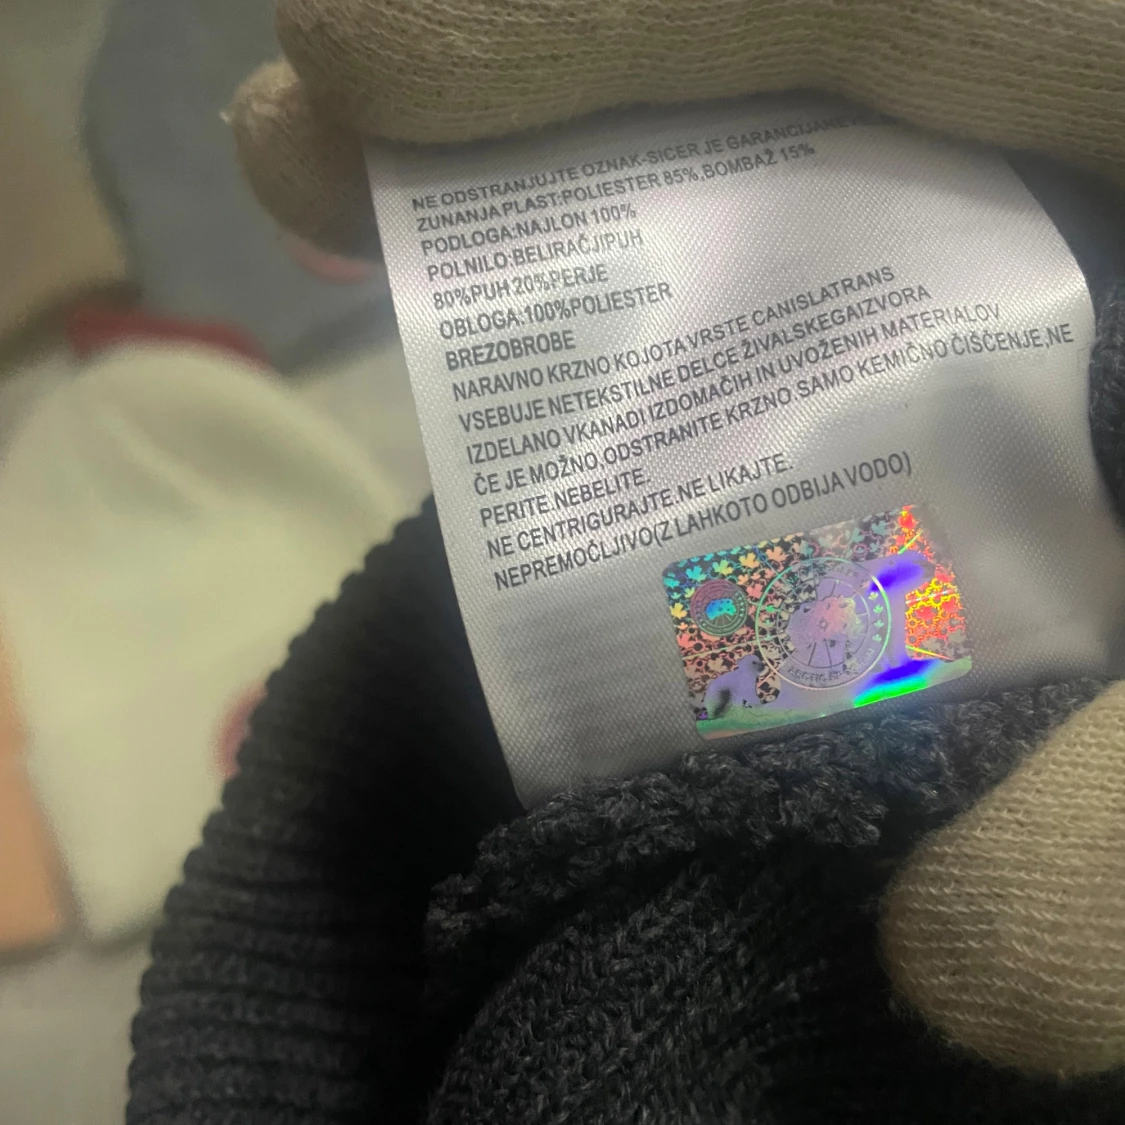 NE ODSTRANJUJTE OZNAK-SICER JE GARANCIJANE
ZUNANJA PLAST:POLIESTER 85%,BOMBAŽ 15%
PODLOGA:NAJLON 100%
POLNILO:BELIRAČJIPUH
80%PUH 20%PERJE
OBLOGA:100%POLIESTER
BREZOBROBE
NARAVNO KRZNO KOJOTA VRSTE CANISLATRANS
VSEBUJE NETEKSTILNE DELCE ŽIVALSKEGAIZVORA
IZDELANO VKANADI IZDOMAČIH IN UVOŽENIH MATERIALOV
ČE JE MOŽNO.ODSTRANITE KRZNO.SAMO KEMIČNO ČIŠČENJE,NE
PERITE.NEBELITE.
NE CENTRIGURAJTE.NE LIKAJTE.
NEPREMOČLJIVO(Z LAHKOTO ODBIJA VODO)
ARCTIC